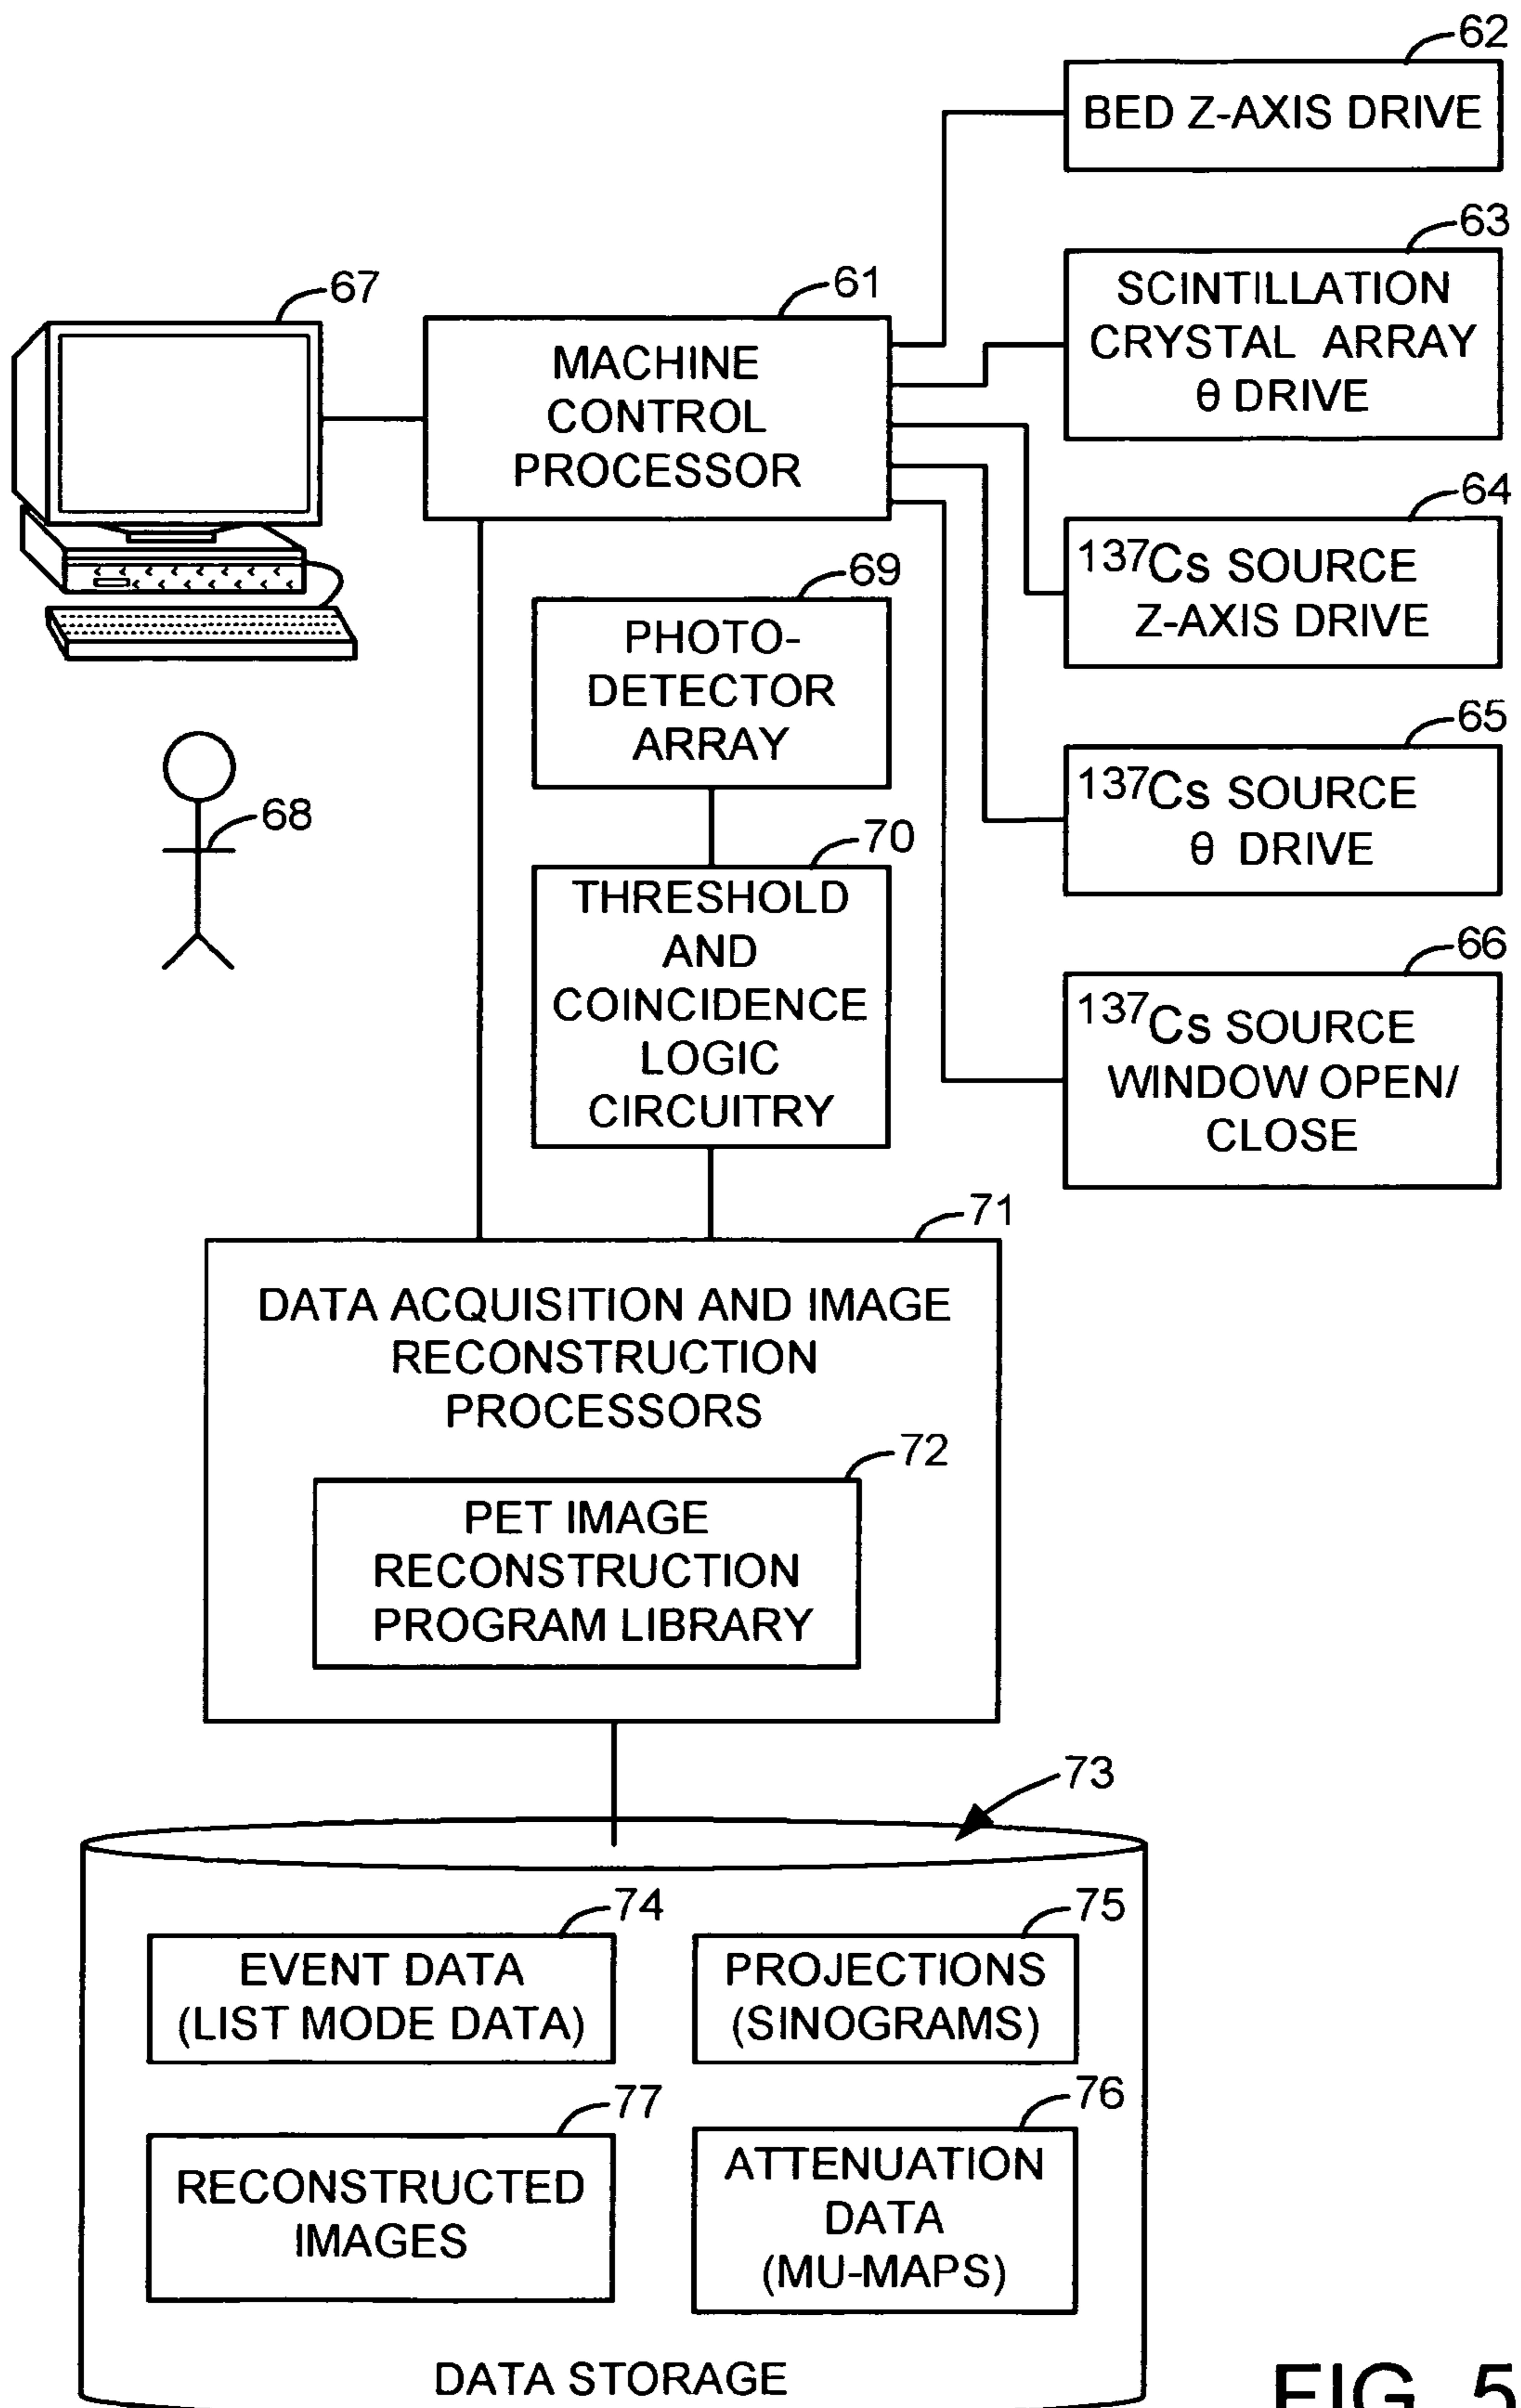 62
BED Z-AXIS DRIVE
63
SCINTILLATION
CRYSTAL ARRAY
θ DRIVE
67
61
MACHINE
CONTROL
PROCESSOR
64
137Cs SOURCE
Z-AXIS DRIVE
69
PHOTO-
DETECTOR
ARRAY
65
137Cs SOURCE
θ DRIVE
68
70
THRESHOLD
AND
COINCIDENCE
LOGIC
CIRCUITRY
66
137Cs SOURCE
WINDOW OPEN/
CLOSE
71
DATA ACQUISITION AND IMAGE
RECONSTRUCTION
PROCESSORS
72
PET IMAGE
RECONSTRUCTION
PROGRAM LIBRARY
73
74
EVENT DATA
(LIST MODE DATA)
75
PROJECTIONS
(SINOGRAMS)
77
RECONSTRUCTED
IMAGES
76
ATTENUATION
DATA
(MU-MAPS)
DATA STORAGE
FIG. 5